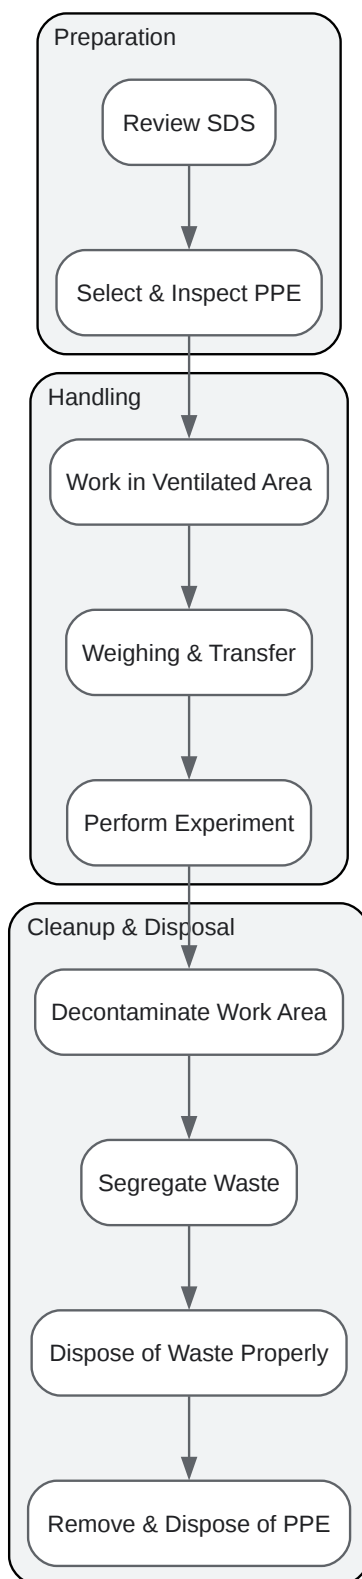 Preparation
Review SDS
Select & Inspect PPE
Handling
Work in Ventilated Area
Weighing & Transfer
Perform Experiment
Cleanup & Disposal
Decontaminate Work Area
Segregate Waste
Dispose of Waste Properly
Remove & Dispose of PPE